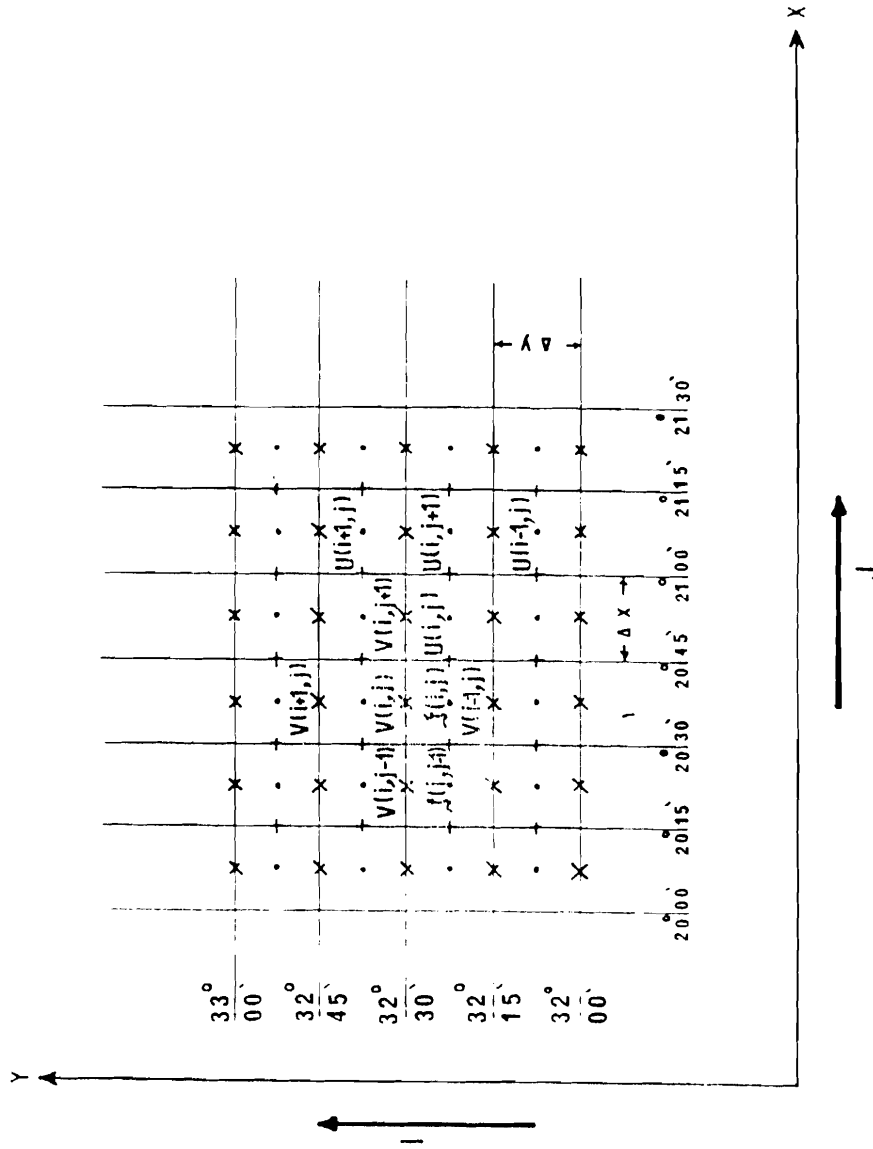 Y
33° 00'
32° 45'
32° 30'
32° 15'
32° 00'
V(i+1,j)
U(i+1,j)
V(i,j-1)
V(i,j)
V(i,j+1)
U(i,j)
U(i,j+1)
V(i-1,j)
U(i-1,j)
Δy
ΔX
20°00'
20°15'
20°30'
20°45'
21°00'
21°15'
21°30'
X
I
J